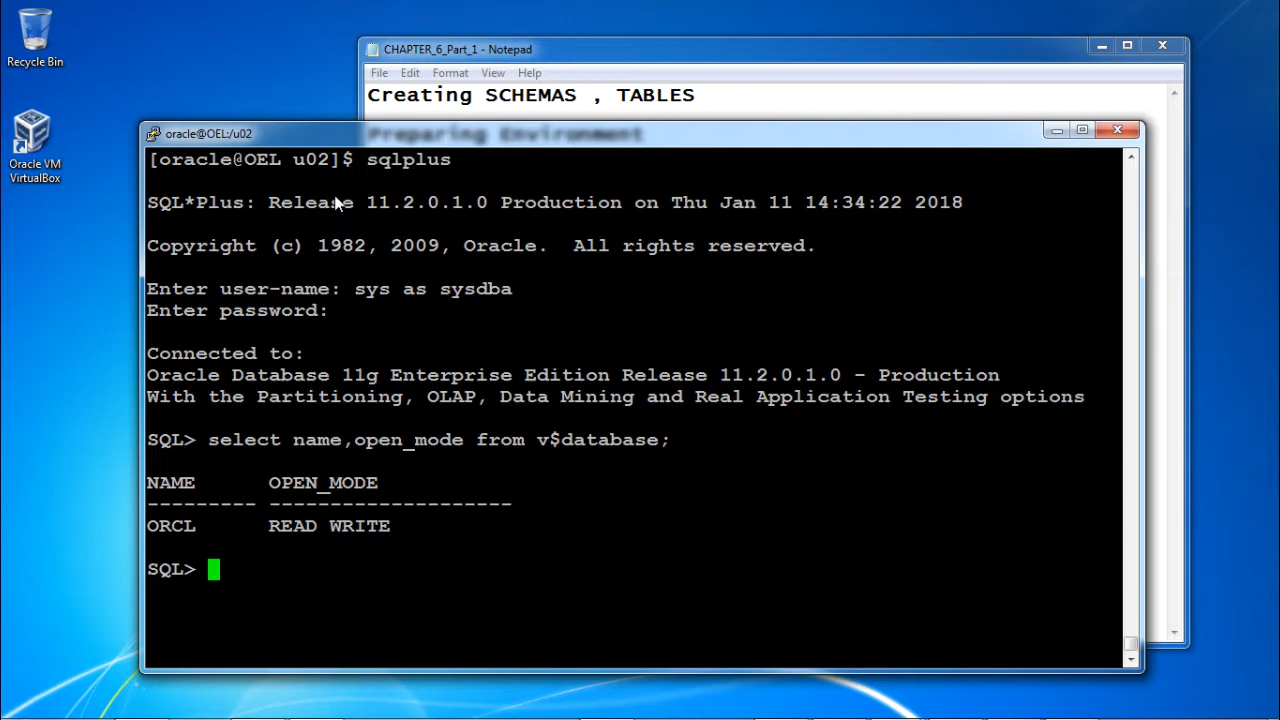 Recycle Bin
Oracle VM
VirtualBox
CHAPTER_6_Part_1 - Notepad
File Edit Format View Help
Creating SCHEMAS , TABLES
Preparing Environment
oracle@OEL:/u02
[oracle@OEL u02]$ sqlplus
SQL*Plus: Release 11.2.0.1.0 Production on Thu Jan 11 14:34:22 2018
Copyright (c) 1982, 2009, Oracle.  All rights reserved.
Enter user-name: sys as sysdba
Enter password:
Connected to:
Oracle Database 11g Enterprise Edition Release 11.2.0.1.0 - Production
With the Partitioning, OLAP, Data Mining and Real Application Testing options
SQL> select name,open_mode from v$database;
NAME      OPEN_MODE
--------- --------------------
ORCL      READ WRITE
SQL>